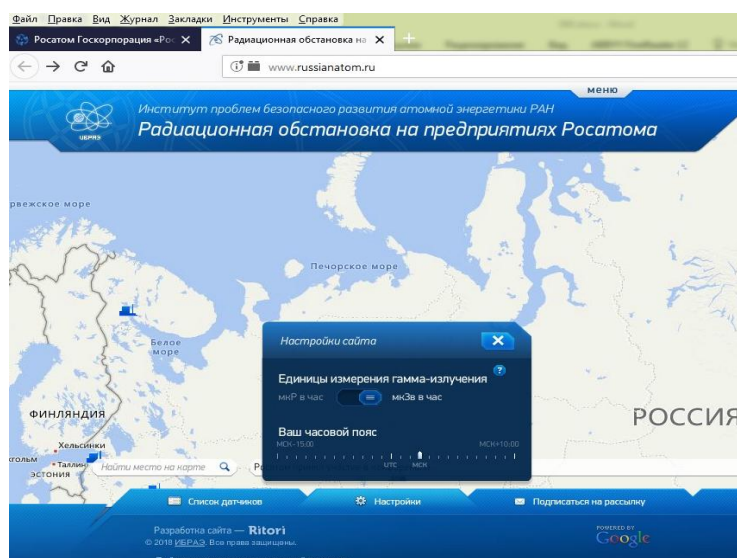 Файл Правка Вид Журнал Закладки Инструменты Справка
Росатом Госкорпорация «Рос
Радиационная обстановка на
www.russianatom.ru
меню
Институт проблем безопасного развития атомной энергетики РАН
Радиационная обстановка на предприятиях Росатома
ИБРАЭ
рвежское море
Печорское море
Белое
море
Настройки сайта
Единицы измерения гамма-излучения
мкР в час
мкЗв в час
Ваш часовой пояс
МСК-15:00
МСК+10:00
UTC
МСК
ФИНЛЯНДИЯ
РОССИЯ
Хельсинки
гольм
Таллин
ЭСТОНИЯ
Найти место на карте
Список датчиков
Настройки
Подписаться на рассылку
Разработка сайта — Ritori
© 2018 ИБРАЭ. Все права защищены.
POWERED BY
Google